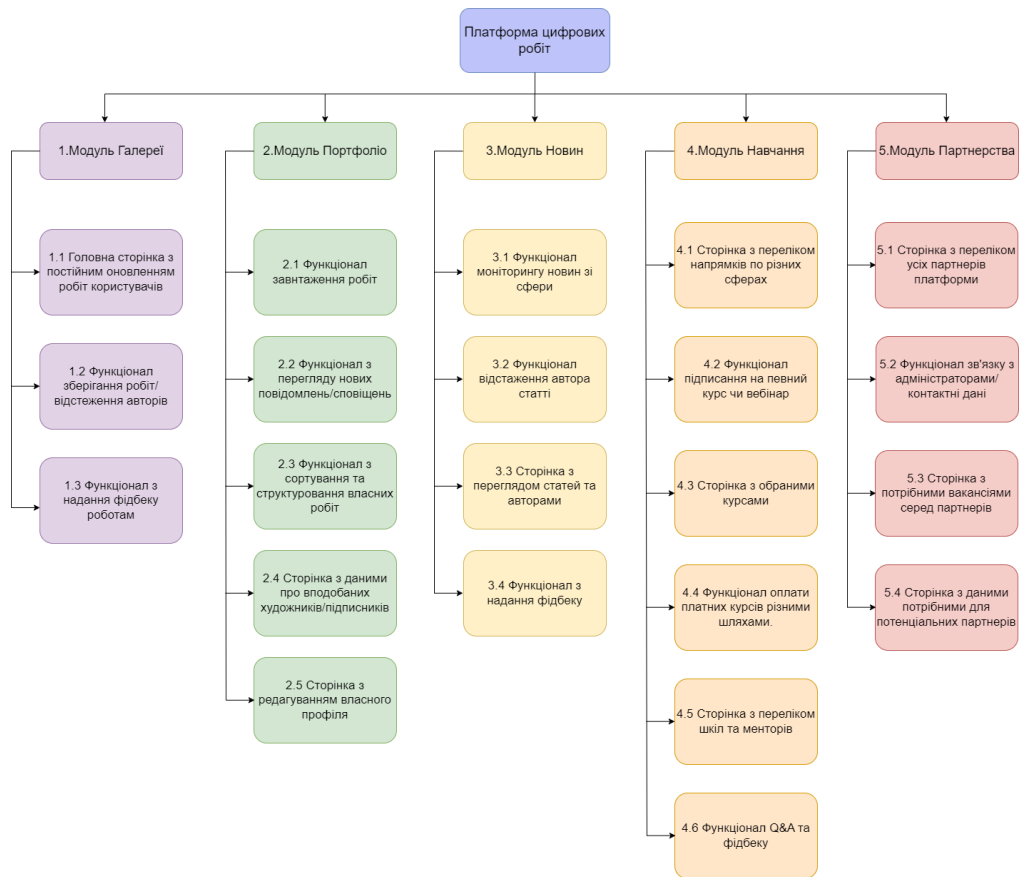 Платформа цифрових
робіт
1.Модуль Галереї
1.1 Головна сторінка з
постійним оновленням
робіт користувачів
1.2 Функціонал
зберігання робіт/
відстеження авторів
1.3 Функціонал з
надання фідбеку
роботам
2.Модуль Портфоліо
2.1 Функціонал
завнтаження робіт
2.2 Функціонал з
перегляду нових
повідомлень/сповіщень
2.3 Функціонал з
сортування та
структуровання власних
робіт
2.4 Сторінка з даними
про вподобаних
художників/підписників
2.5 Сторінка з
редагуванням власного
профіля
3.Модуль Новин
3.1 Функціонал
моніторингу новин зі
сфери
3.2 Функціонал
відстаження автора
статті
3.3 Сторінка з
переглядом статей та
авторами
3.4 Функціонал з
надання фідбеку
4.Модуль Навчання
4.1 Сторінка з переліком
напрямків по різних
сферах
4.2 Функціонал
підписання на певний
курс чи вебінар
4.3 Сторінка з обраними
курсами
4.4 Функціонал оплати
платних курсів різними
шляхами.
4.5 Сторінка з переліком
шкіл та менторів
4.6 Функціонал Q&A та
фідбеку
5.Модуль Партнерства
5.1 Сторінка з переліком
усіх партнерів
платформи
5.2 Функціонал зв'язку з
адміністраторами/
контактні дані
5.3 Сторінка з
потрібними вакансіями
серед партнерів
5.4 Сторінка з даними
потрібними для
потенціальних партнерів